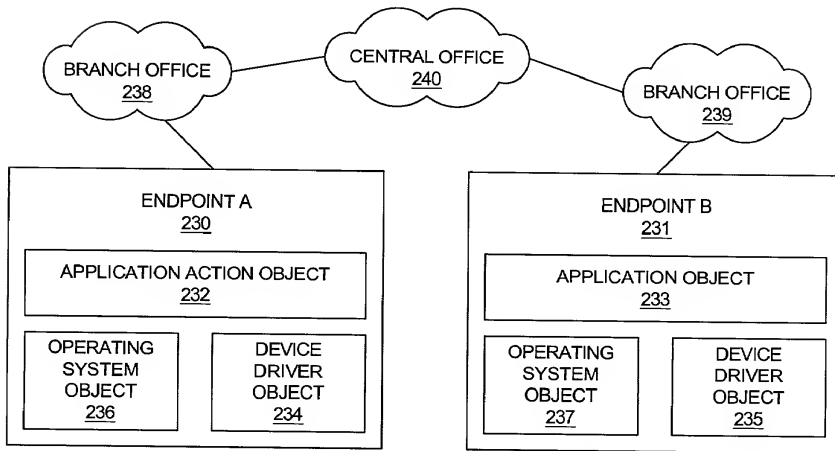 BRANCH OFFICE
238
CENTRAL OFFICE
240
BRANCH OFFICE
239
ENDPOINT A
230
APPLICATION ACTION OBJECT
232
OPERATING
SYSTEM
OBJECT
236
DEVICE
DRIVER
OBJECT
234
ENDPOINT B
231
APPLICATION OBJECT
233
OPERATING
SYSTEM
OBJECT
237
DEVICE
DRIVER
OBJECT
235